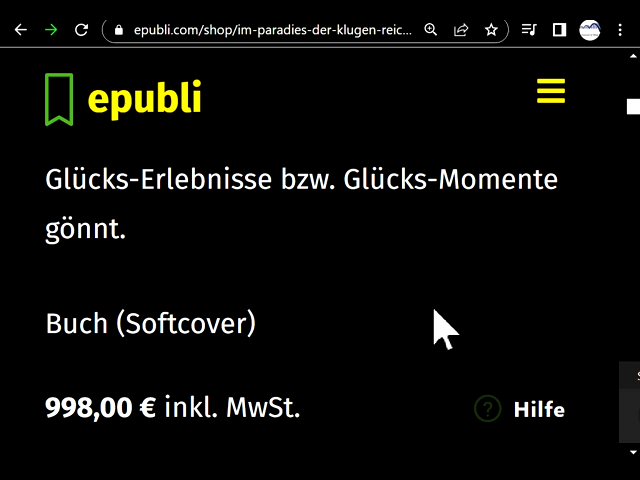 epubli.com/shop/im-paradies-der-klugen-reic...
epubli
Glücks-Erlebnisse bzw. Glücks-Momente
gönnt.
Buch (Softcover)
998,00 € inkl. MwSt.
? Hilfe